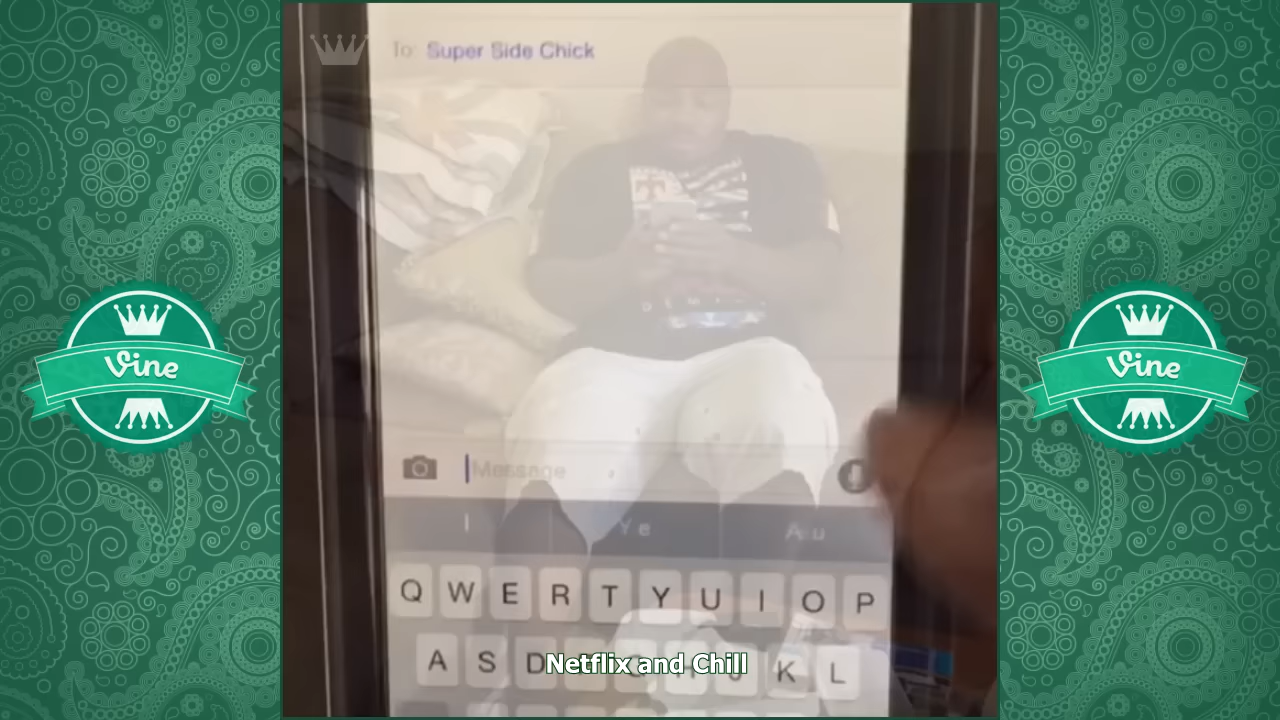 To: Super Side Chick
Message
I
Q W E R T Y U I O P
A S D G H J K L
Netflix and Chill
Vine
Vine